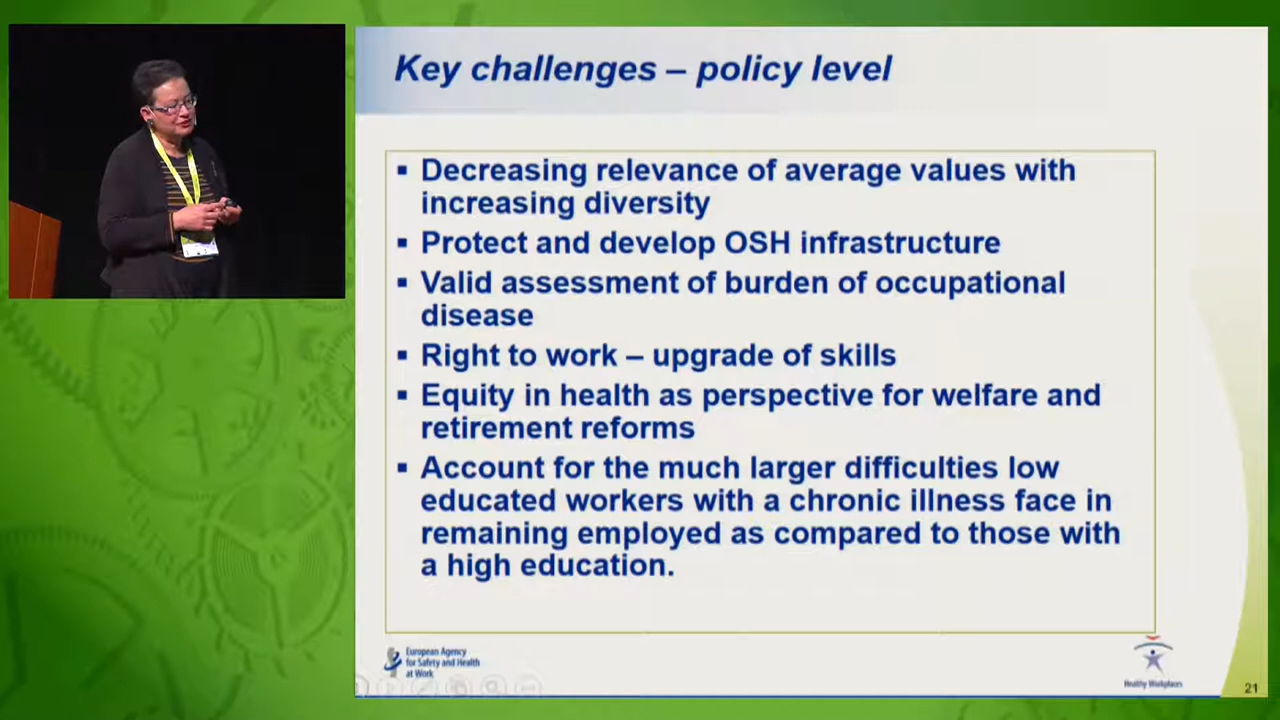 Key challenges – policy level
▪ Decreasing relevance of average values with
increasing diversity
▪ Protect and develop OSH infrastructure
▪ Valid assessment of burden of occupational
disease
▪ Right to work – upgrade of skills
▪ Equity in health as perspective for welfare and
retirement reforms
▪ Account for the much larger difficulties low
educated workers with a chronic illness face in
remaining employed as compared to those with
a high education.
European Agency
for Safety and Health
at Work
Healthy Workplaces
21